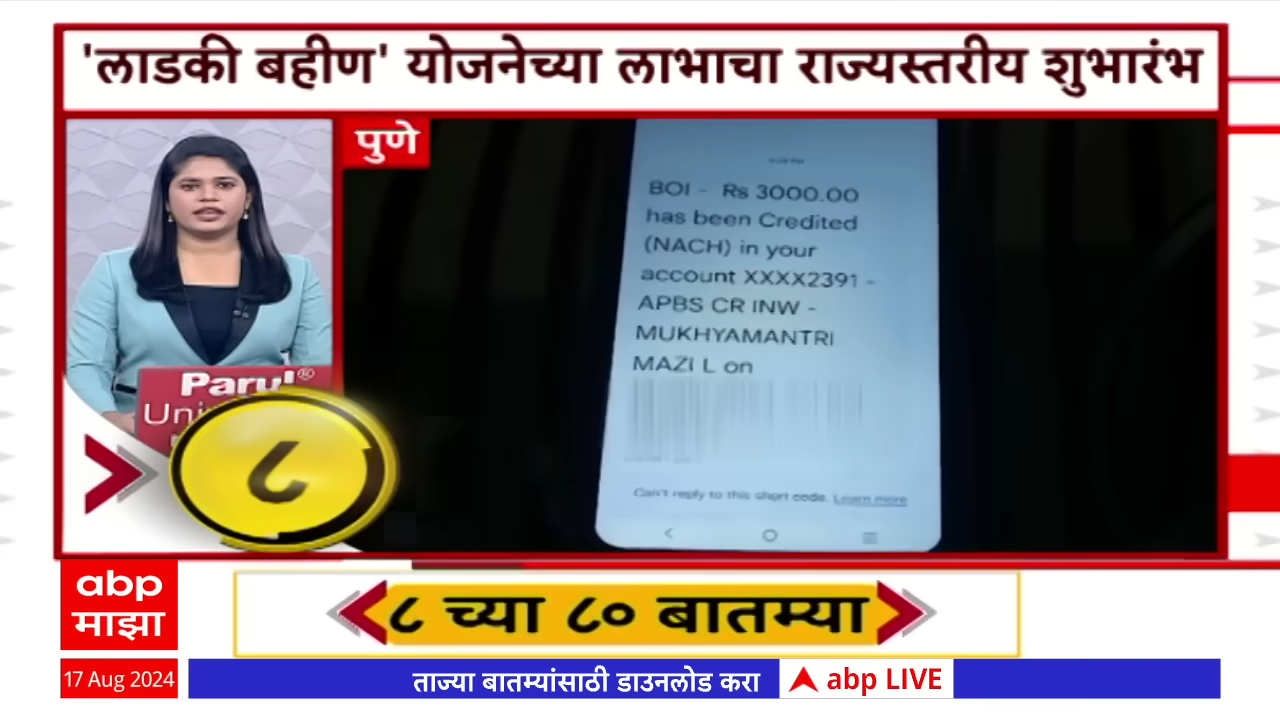 'लाडकी बहीण' योजनेच्या लाभाचा राज्यस्तरीय शुभारंभ
पुणे
BOI - Rs 3000.00
has been Credited
(NACH) in your
account XXXX2391 -
APBS CR INW -
MUKHYAMANTRI
MAZI L on
Can't reply to this short code. Learn more
Parul®
Uni
८
abp
माझा
८ च्या ८० बातम्या
17 Aug 2024
ताज्या बातम्यांसाठी डाउनलोड करा
abp LIVE